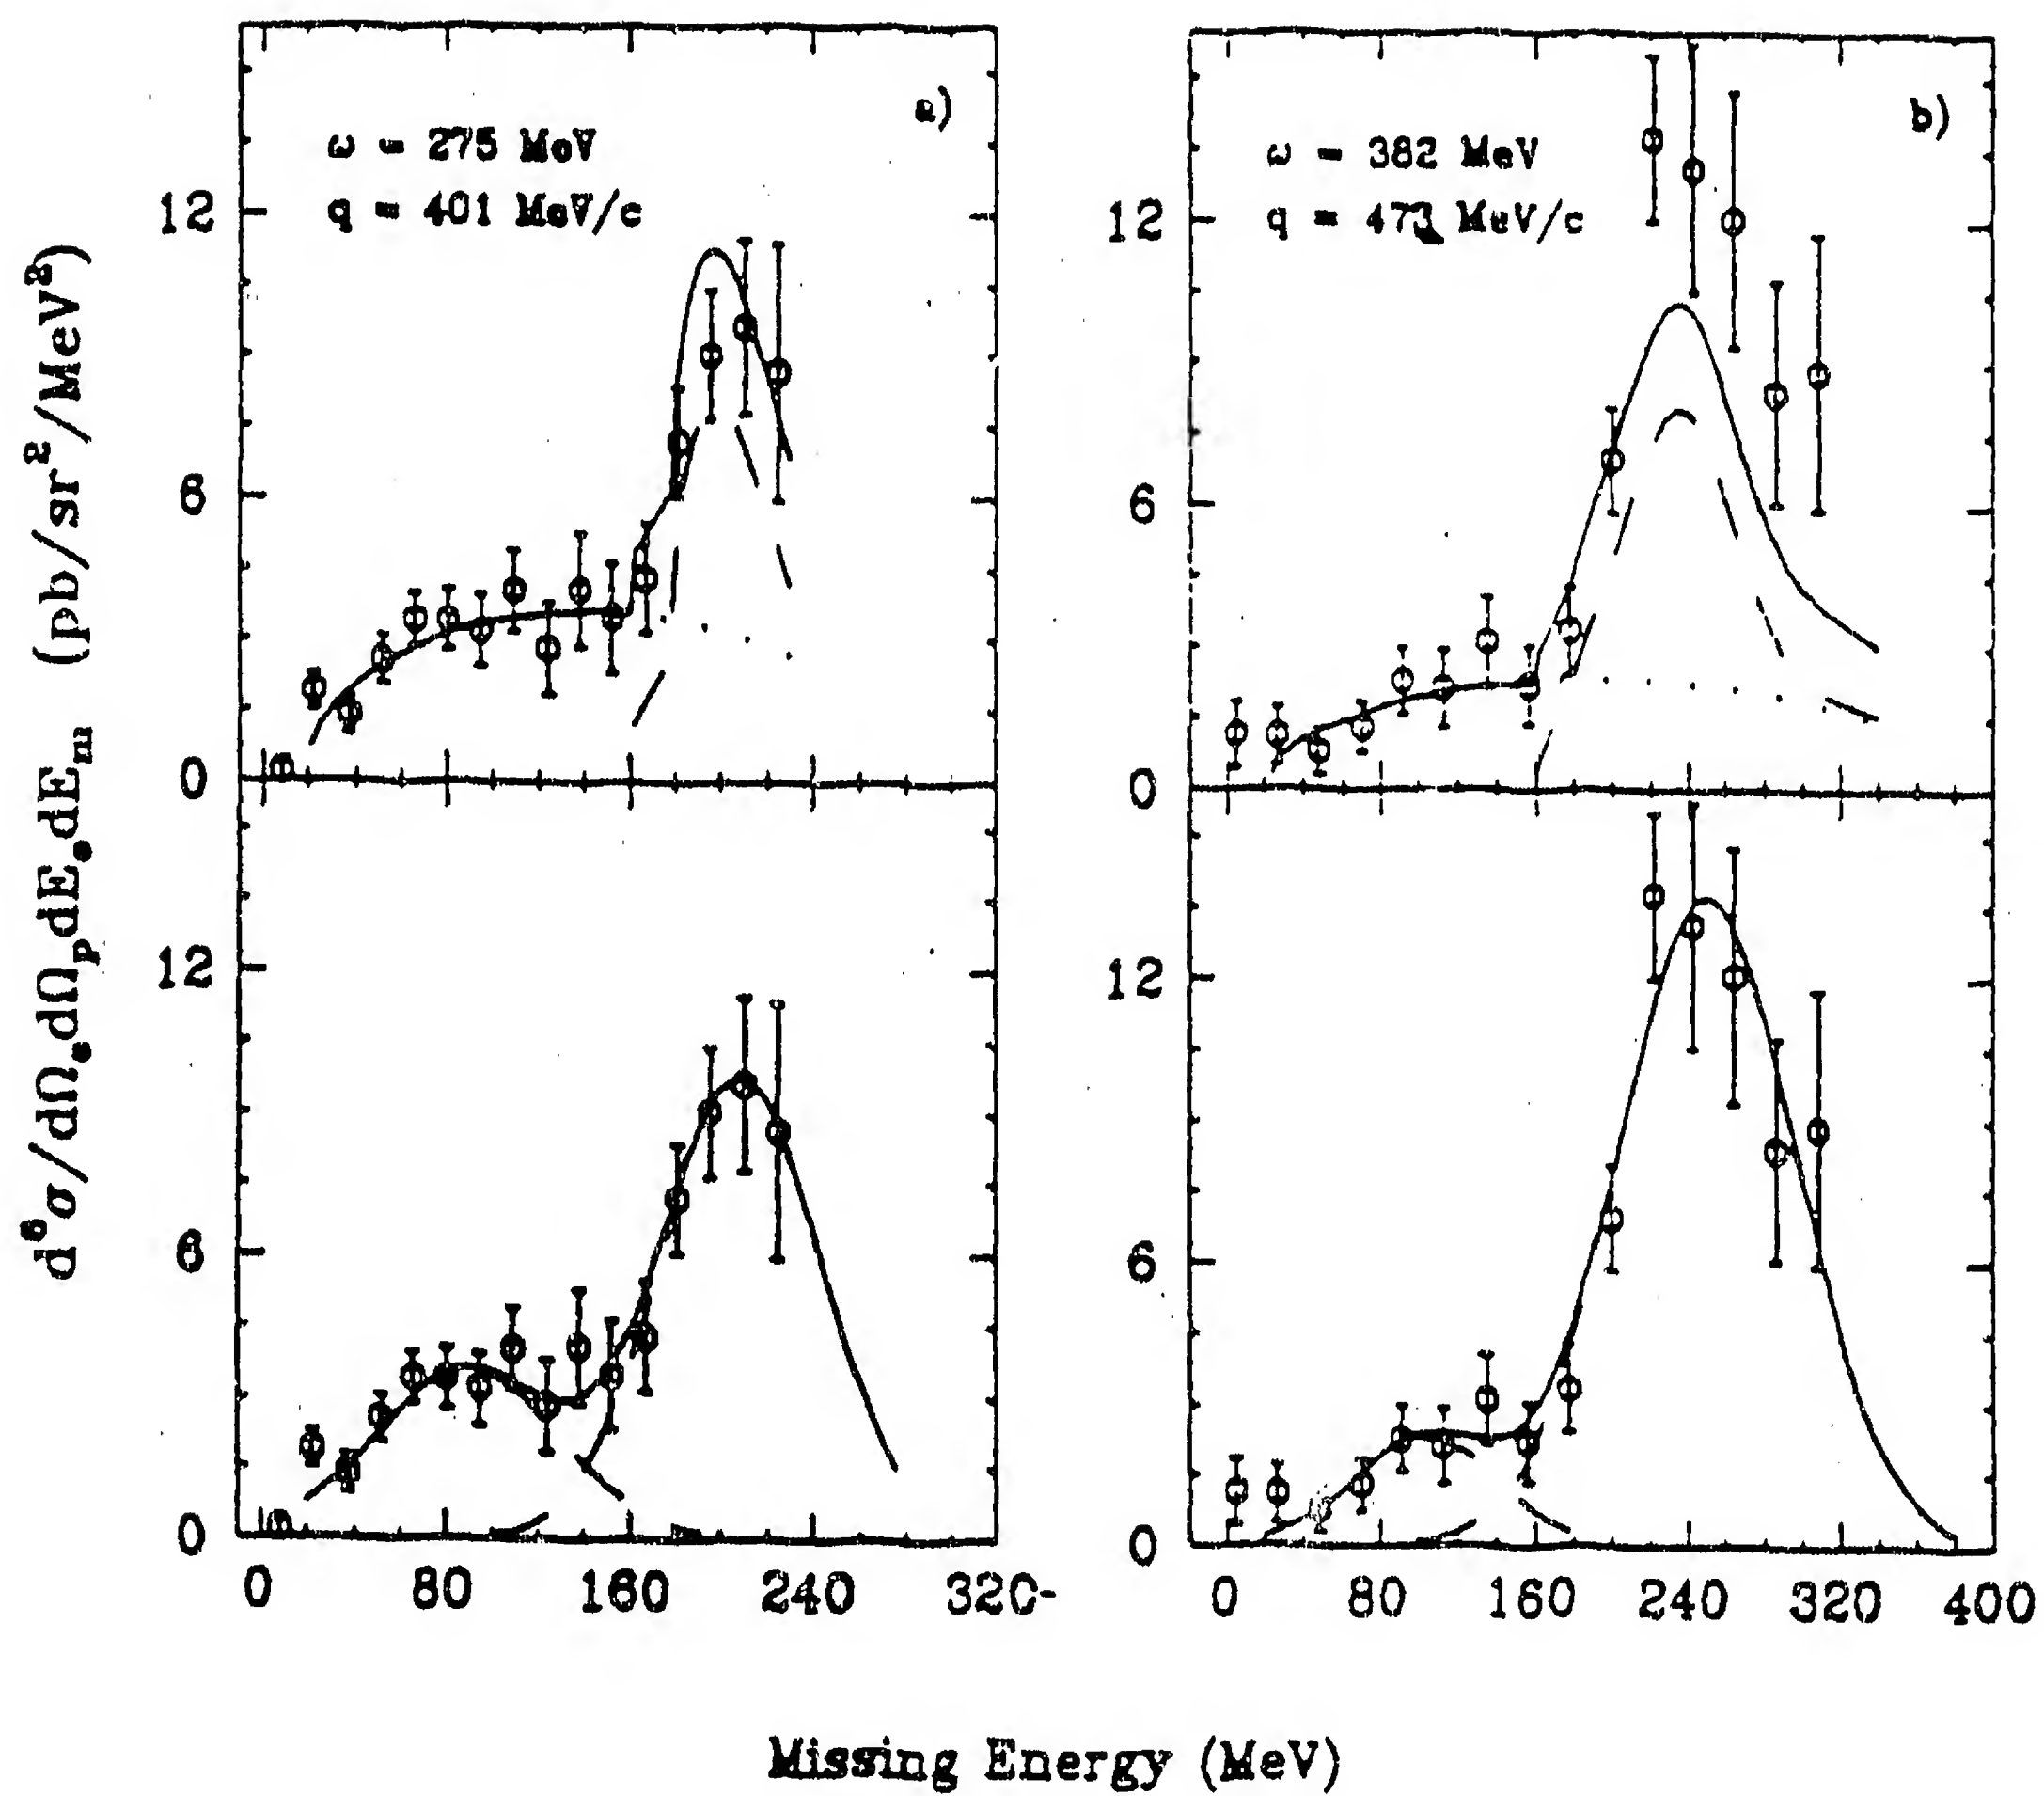 d⁶σ/dΩₑdΩₚdEₑdEₘ (pb/sr²/MeV²)
a)
ω = 275 MeV
q = 401 MeV/c
12
6
0
12
6
0
0 80 160 240 320
b)
ω = 382 MeV
q = 473 MeV/c
12
6
0
12
6
0
0 80 160 240 320 400
Missing Energy (MeV)